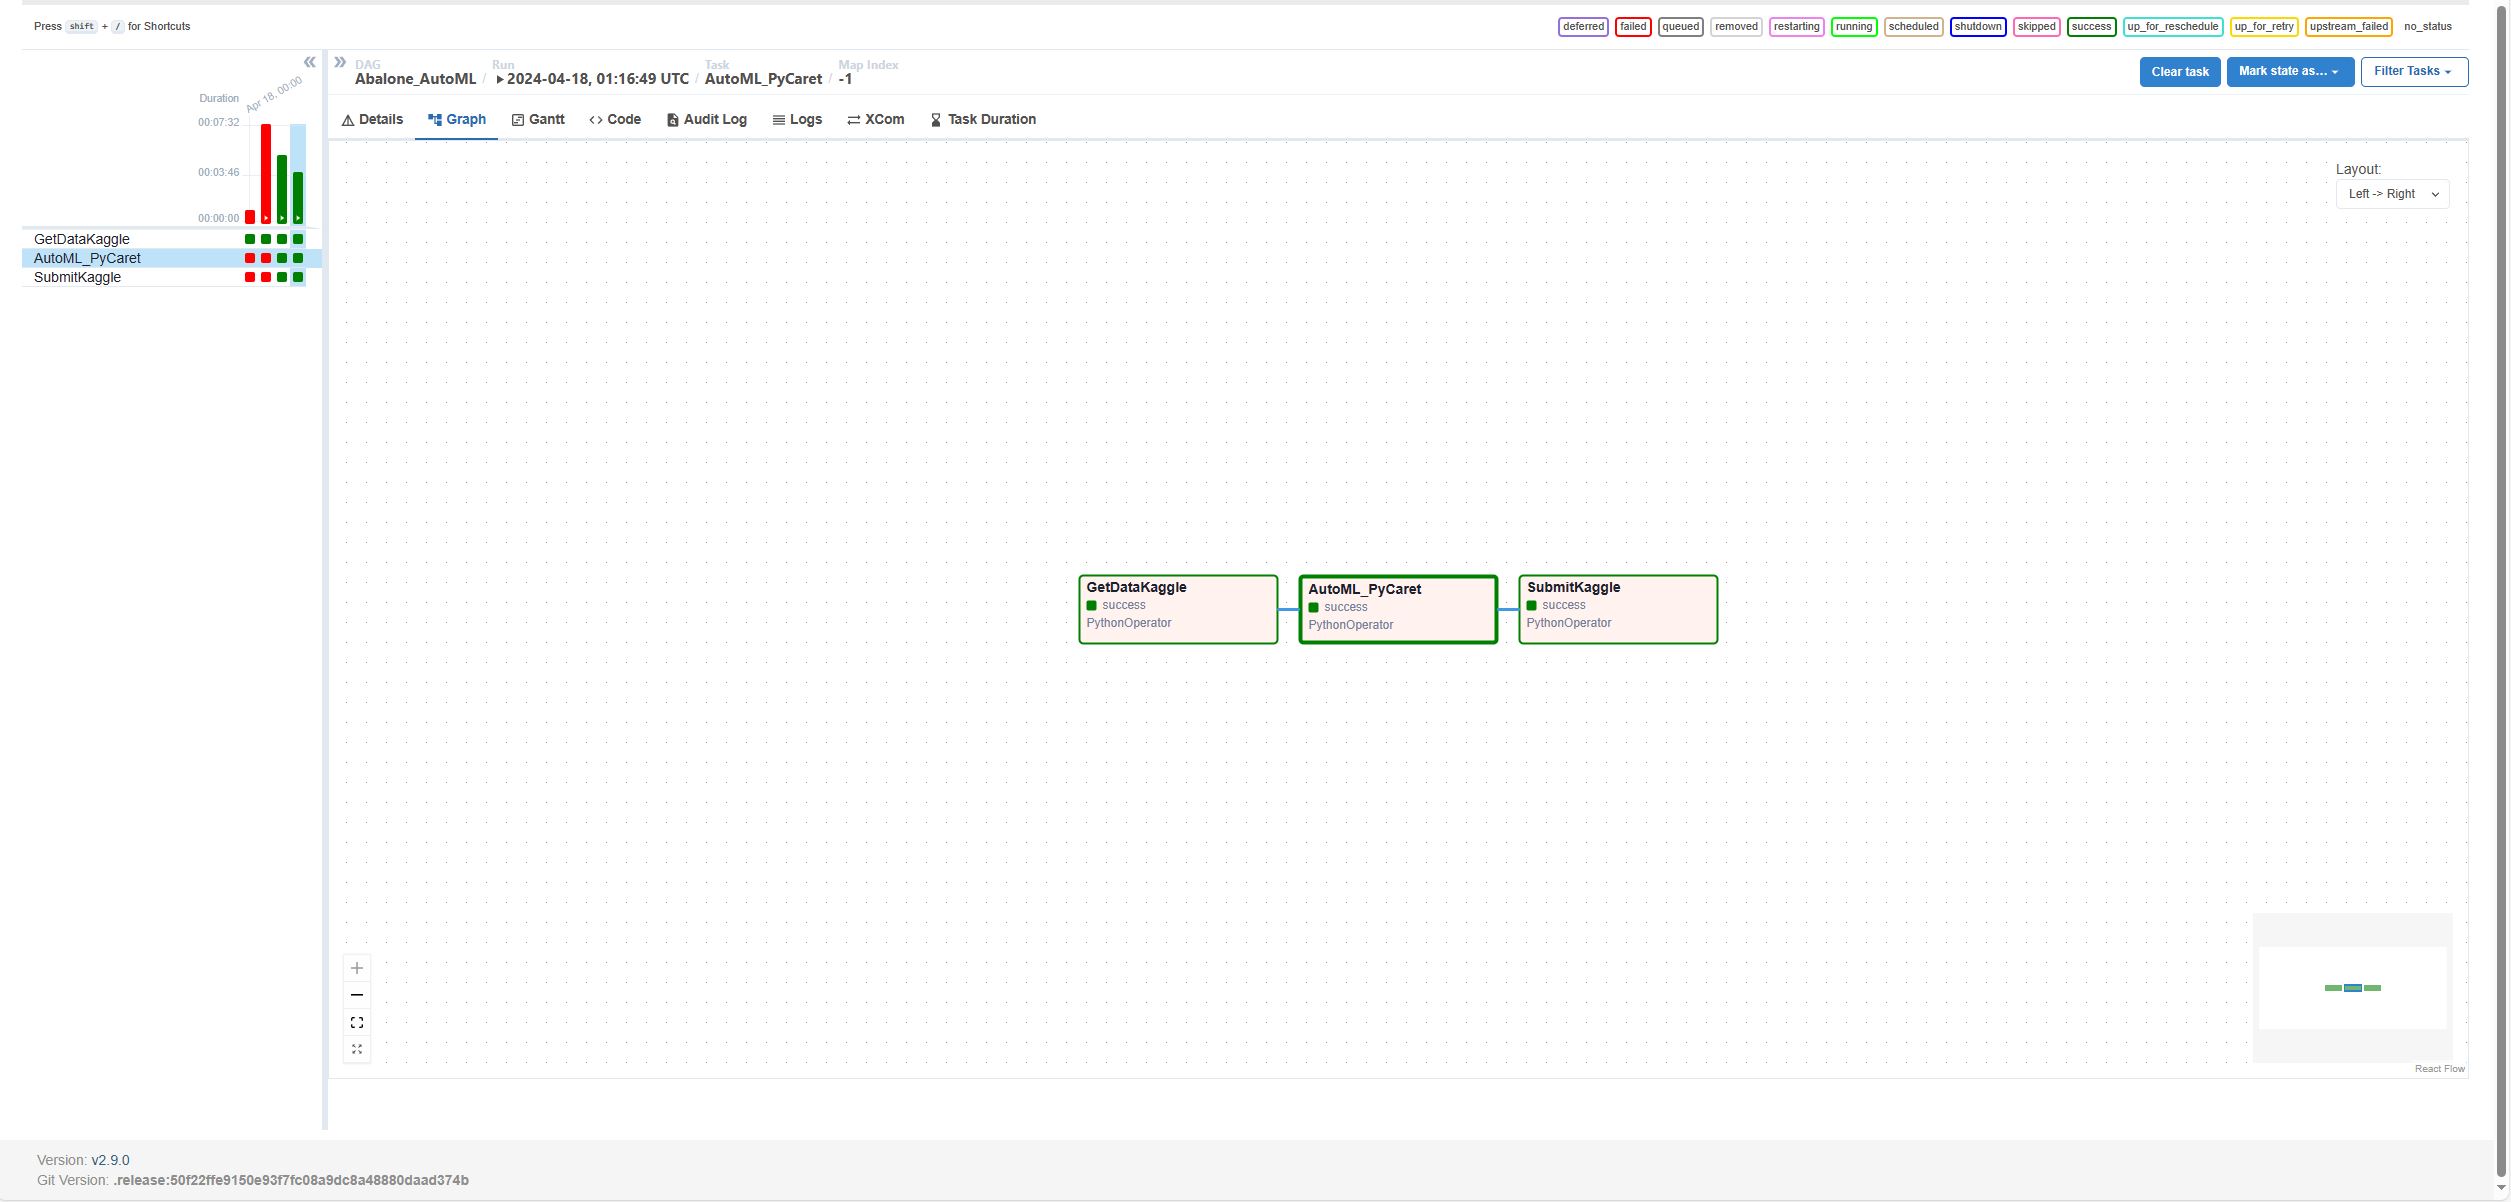 Press shift + / for Shortcuts
deferred failed queued removed restarting running scheduled shutdown skipped success up_for_reschedule up_for_retry upstream_failed no_status
Duration
Apr 18, 00:00
00:07:32
00:03:46
00:00:00
GetDataKaggle
AutoML_PyCaret
SubmitKaggle
DAG Run Task Map Index
Abalone_AutoML / 2024-04-18, 01:16:49 UTC / AutoML_PyCaret / -1
Clear task Mark state as... Filter Tasks
Details Graph Gantt Code Audit Log Logs XCom Task Duration
Layout:
Left -> Right
GetDataKaggle
success
PythonOperator
AutoML_PyCaret
success
PythonOperator
SubmitKaggle
success
PythonOperator
React Flow
Version: v2.9.0
Git Version: .release:50f22ffe9150e93f7fc08a9dc8a48880daad374b